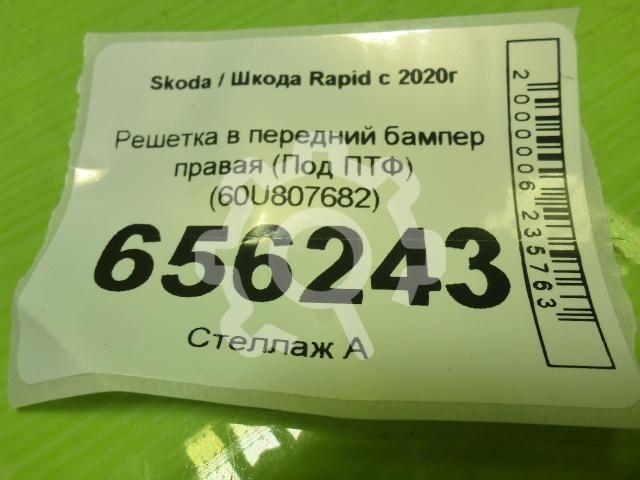 Skoda / Шкода Rapid с 2020г
Решетка в передний бампер
правая (Под ПТФ)
(60U807682)
656243
Стеллаж А
2000006235763